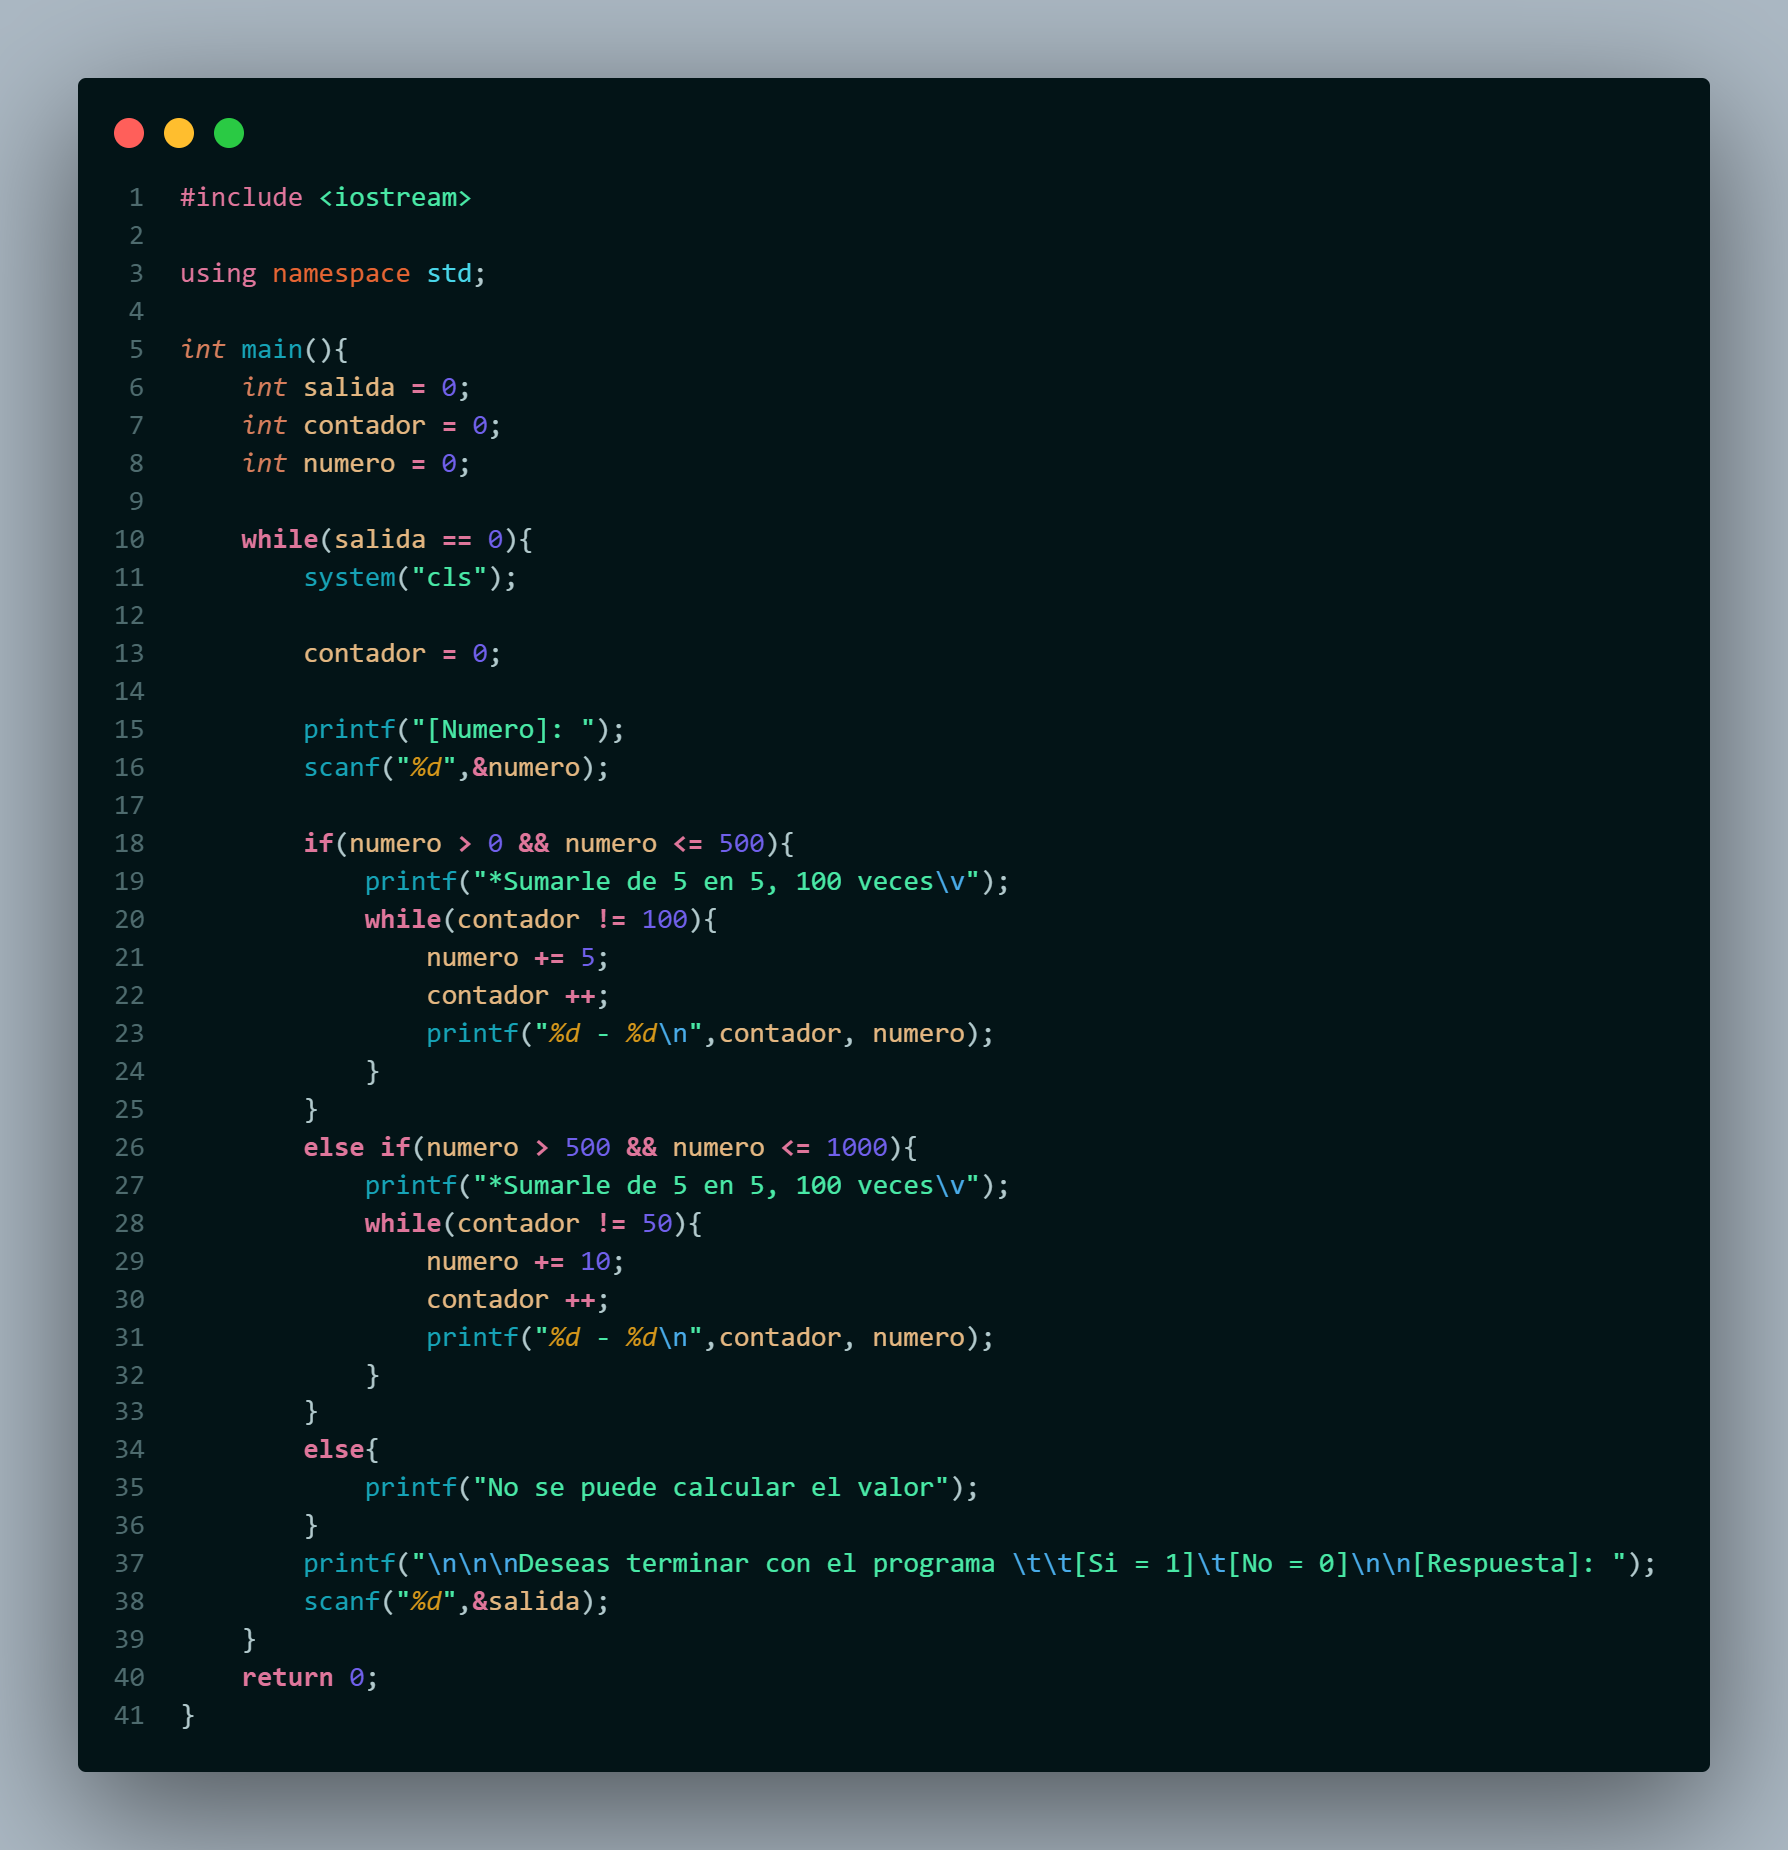 1 #include <iostream>
2
3 using namespace std;
4
5 int main(){
6     int salida = 0;
7     int contador = 0;
8     int numero = 0;
9
10     while(salida == 0){
11         system("cls");
12
13         contador = 0;
14
15         printf("[Numero]: ");
16         scanf("%d",&numero);
17
18         if(numero > 0 && numero <= 500){
19             printf("*Sumarle de 5 en 5, 100 veces\v");
20             while(contador != 100){
21                 numero += 5;
22                 contador ++;
23                 printf("%d - %d\n",contador, numero);
24             }
25         }
26         else if(numero > 500 && numero <= 1000){
27             printf("*Sumarle de 5 en 5, 100 veces\v");
28             while(contador != 50){
29                 numero += 10;
30                 contador ++;
31                 printf("%d - %d\n",contador, numero);
32             }
33         }
34         else{
35             printf("No se puede calcular el valor");
36         }
37         printf("\n\n\nDeseas terminar con el programa \t\t[Si = 1]\t[No = 0]\n\n[Respuesta]: ");
38         scanf("%d",&salida);
39     }
40     return 0;
41 }